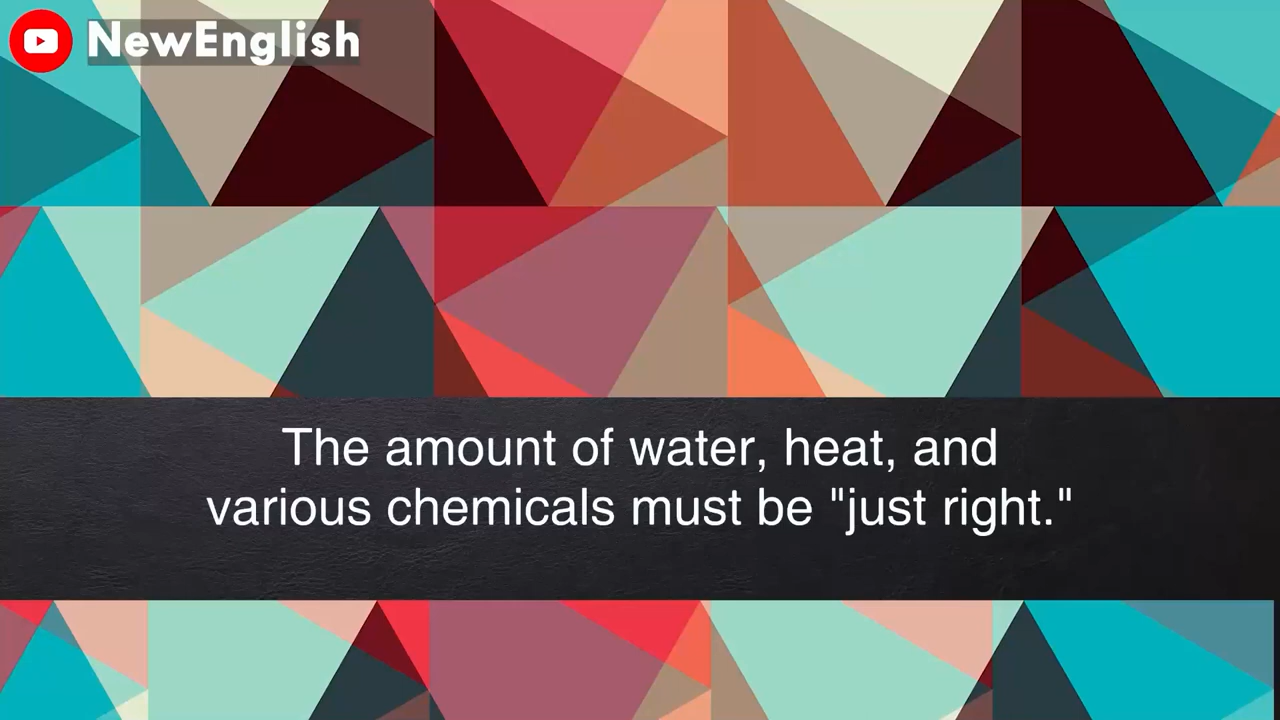 NewEnglish
The amount of water, heat, and
various chemicals must be "just right."